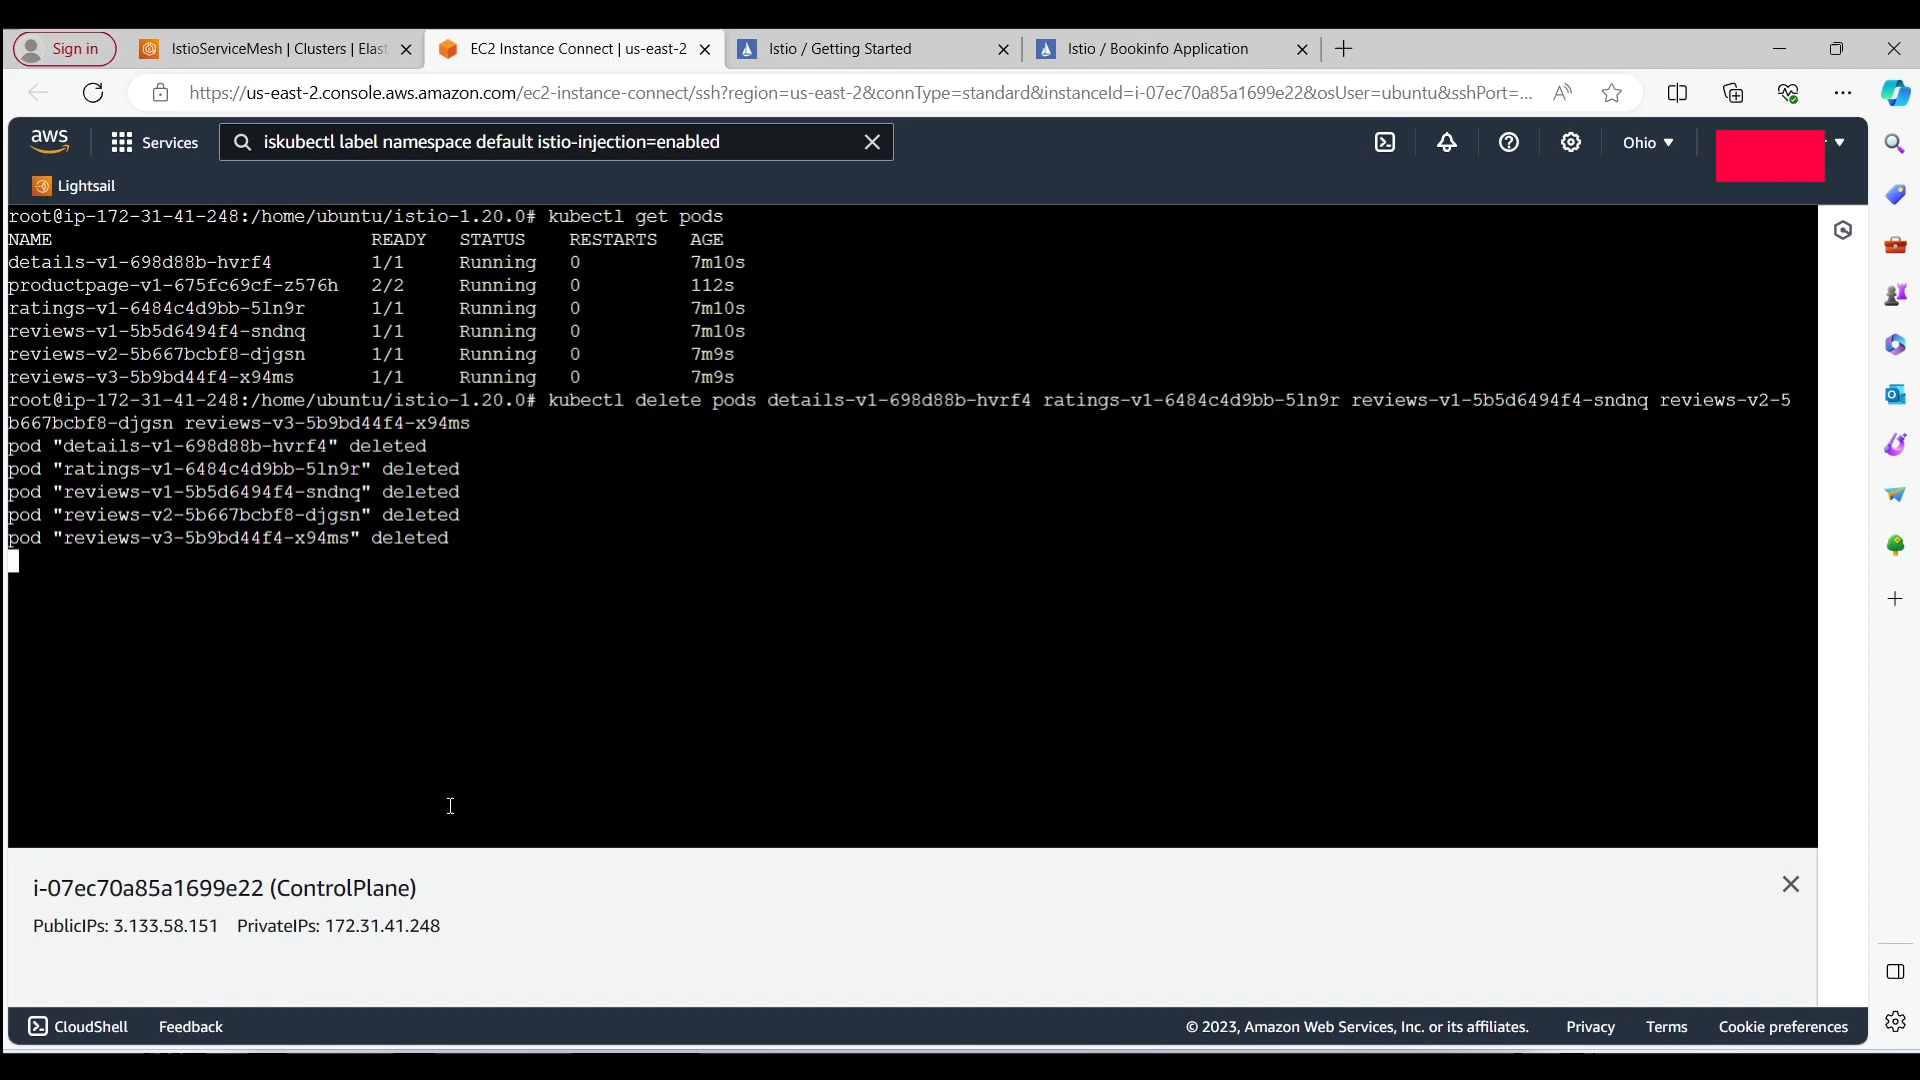 Sign in
IstioServiceMesh | Clusters | Elast
EC2 Instance Connect | us-east-2
Istio / Getting Started
Istio / Bookinfo Application
https://us-east-2.console.aws.amazon.com/ec2-instance-connect/ssh?region=us-east-2&connType=standard&instanceId=i-07ec70a85a1699e22&osUser=ubuntu&sshPort=...
aws
Services
iskubectl label namespace default istio-injection=enabled
Ohio
Lightsail
root@ip-172-31-41-248:/home/ubuntu/istio-1.20.0# kubectl get pods
NAME READY STATUS RESTARTS AGE
details-v1-698d88b-hvrf4 1/1 Running 0 7m10s
productpage-v1-675fc69cf-z576h 2/2 Running 0 112s
ratings-v1-6484c4d9bb-5ln9r 1/1 Running 0 7m10s
reviews-v1-5b5d6494f4-sndnq 1/1 Running 0 7m10s
reviews-v2-5b667bcbf8-djgsn 1/1 Running 0 7m9s
reviews-v3-5b9bd44f4-x94ms 1/1 Running 0 7m9s
root@ip-172-31-41-248:/home/ubuntu/istio-1.20.0# kubectl delete pods details-v1-698d88b-hvrf4 ratings-v1-6484c4d9bb-5ln9r reviews-v1-5b5d6494f4-sndnq reviews-v2-5
b667bcbf8-djgsn reviews-v3-5b9bd44f4-x94ms
pod "details-v1-698d88b-hvrf4" deleted
pod "ratings-v1-6484c4d9bb-5ln9r" deleted
pod "reviews-v1-5b5d6494f4-sndnq" deleted
pod "reviews-v2-5b667bcbf8-djgsn" deleted
pod "reviews-v3-5b9bd44f4-x94ms" deleted
i-07ec70a85a1699e22 (ControlPlane)
PublicIPs: 3.133.58.151 PrivateIPs: 172.31.41.248
CloudShell
Feedback
© 2023, Amazon Web Services, Inc. or its affiliates.
Privacy
Terms
Cookie preferences